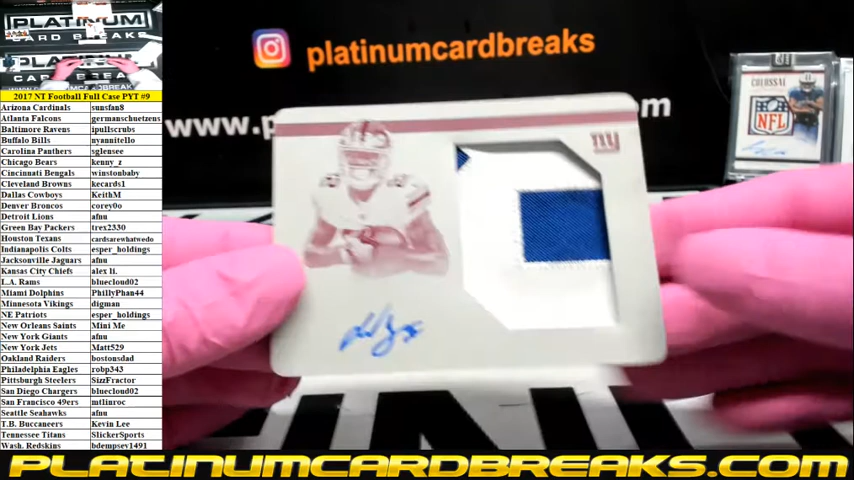 PLATINUM
CARD BREAKS
PLATINUM
CARD BREAKS
2017 NT Football Full Case PYT #9
Arizona Cardinals sunsfan8
Atlanta Falcons germanschuetzens
Baltimore Ravens ipullscrubs
Buffalo Bills nyannitello
Carolina Panthers sglensee
Chicago Bears kenny_z
Cincinnati Bengals winstonbaby
Cleveland Browns kecards1
Dallas Cowboys KeithM
Denver Broncos corey0o
Detroit Lions afnu
Green Bay Packers trex2330
Houston Texans cardsarewhatwedo
Indianapolis Colts esper_holdings
Jacksonville Jaguars afnu
Kansas City Chiefs alex li.
L.A. Rams bluecloud02
Miami Dolphins PhillyPhan44
Minnesota Vikings digman
NE Patriots esper_holdings
New Orleans Saints Mini Me
New York Giants afnu
New York Jets Matt529
Oakland Raiders bostonsdad
Philadelphia Eagles robp343
Pittsburgh Steelers SizzFractor
San Diego Chargers bluecloud02
San Francisco 49ers mtlinroc
Seattle Seahawks afnu
T.B. Buccaneers Kevin Lee
Tennessee Titans SlickerSports
Wash. Redskins bdempsey1491
platinumcardbreaks
www.p
m
ny
COLOSSAL
NFL
PLATINUMCARDBREAKS.COM